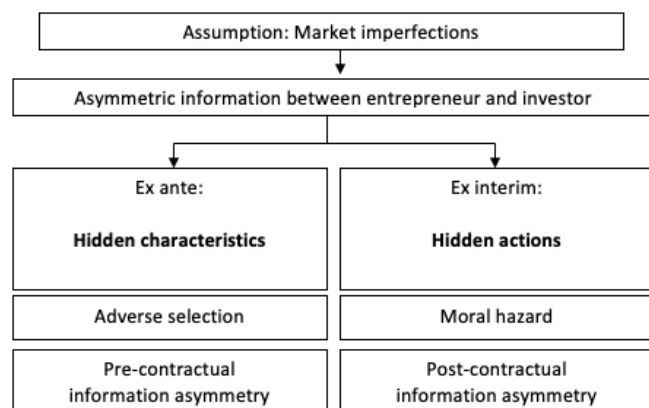 Assumption: Market imperfections
Asymmetric information between entrepreneur and investor
Ex ante:
Hidden characteristics
Ex interim:
Hidden actions
Adverse selection
Moral hazard
Pre-contractual
information asymmetry
Post-contractual
information asymmetry